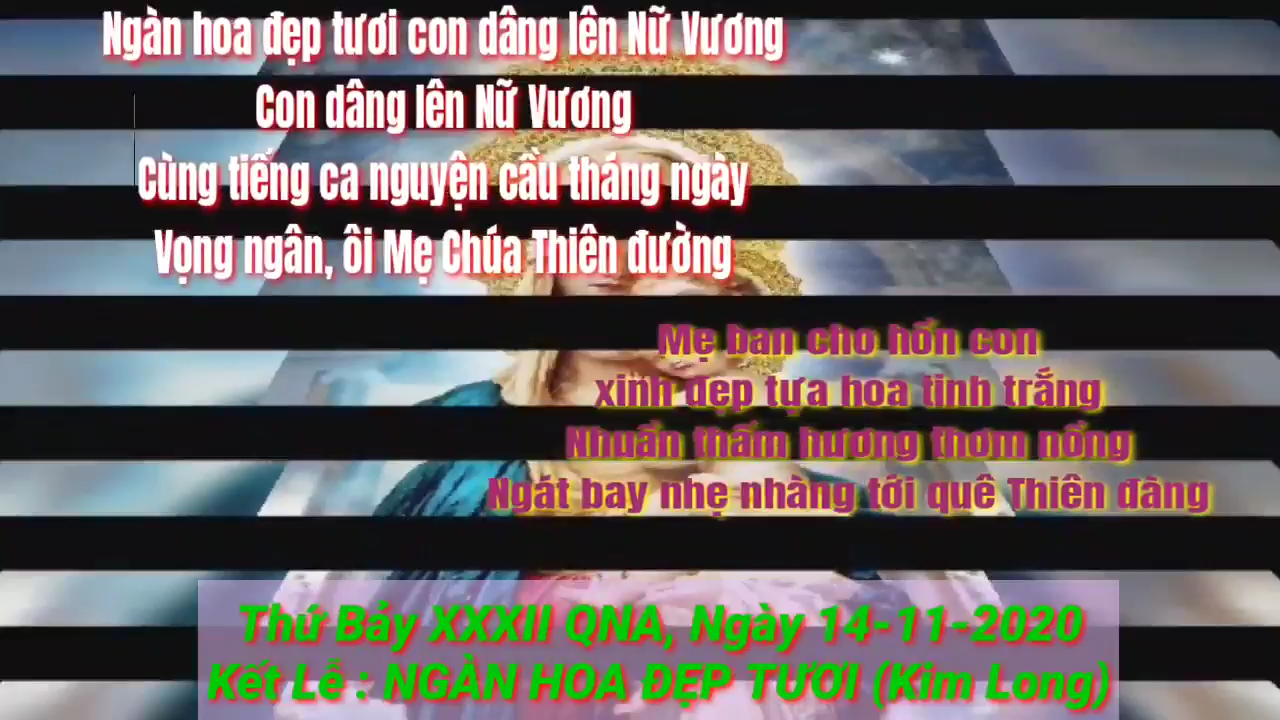 Ngàn hoa đẹp tươi con dâng lên Nữ Vương
Con dâng lên Nữ Vương
Cùng tiếng ca nguyện cầu tháng ngày
Vọng ngân, ôi Mẹ Chúa Thiên đường
Mẹ ban cho hồn con
xinh đẹp tựa hoa tinh trắng
Nhuần thấm hương thơm nồng
Ngát bay nhẹ nhàng tới quê Thiên đàng
Thứ Bảy XXXII QNA, Ngày 14-11-2020
Kết Lễ : NGÀN HOA ĐẸP TƯƠI (Kim Long)